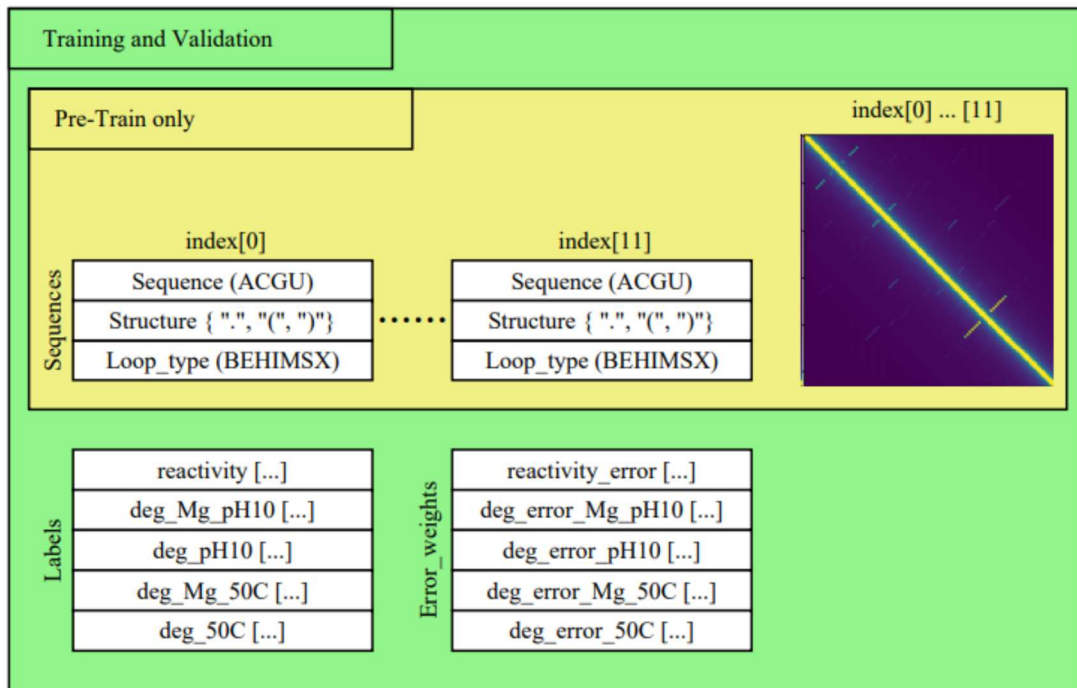 Training and Validation
Pre-Train only
index[0] ... [11]
index[0]
index[11]
Sequences
Sequence (ACGU)
Structure { ".", "(", ")"}
Loop_type (BEHIMSX)
......
Sequence (ACGU)
Structure { ".", "(", ")"}
Loop_type (BEHIMSX)
Labels
reactivity [...]
deg_Mg_pH10 [...]
deg_pH10 [...]
deg_Mg_50C [...]
deg_50C [...]
Error_weights
reactivity_error [...]
deg_error_Mg_pH10 [...]
deg_error_pH10 [...]
deg_error_Mg_50C [...]
deg_error_50C [...]